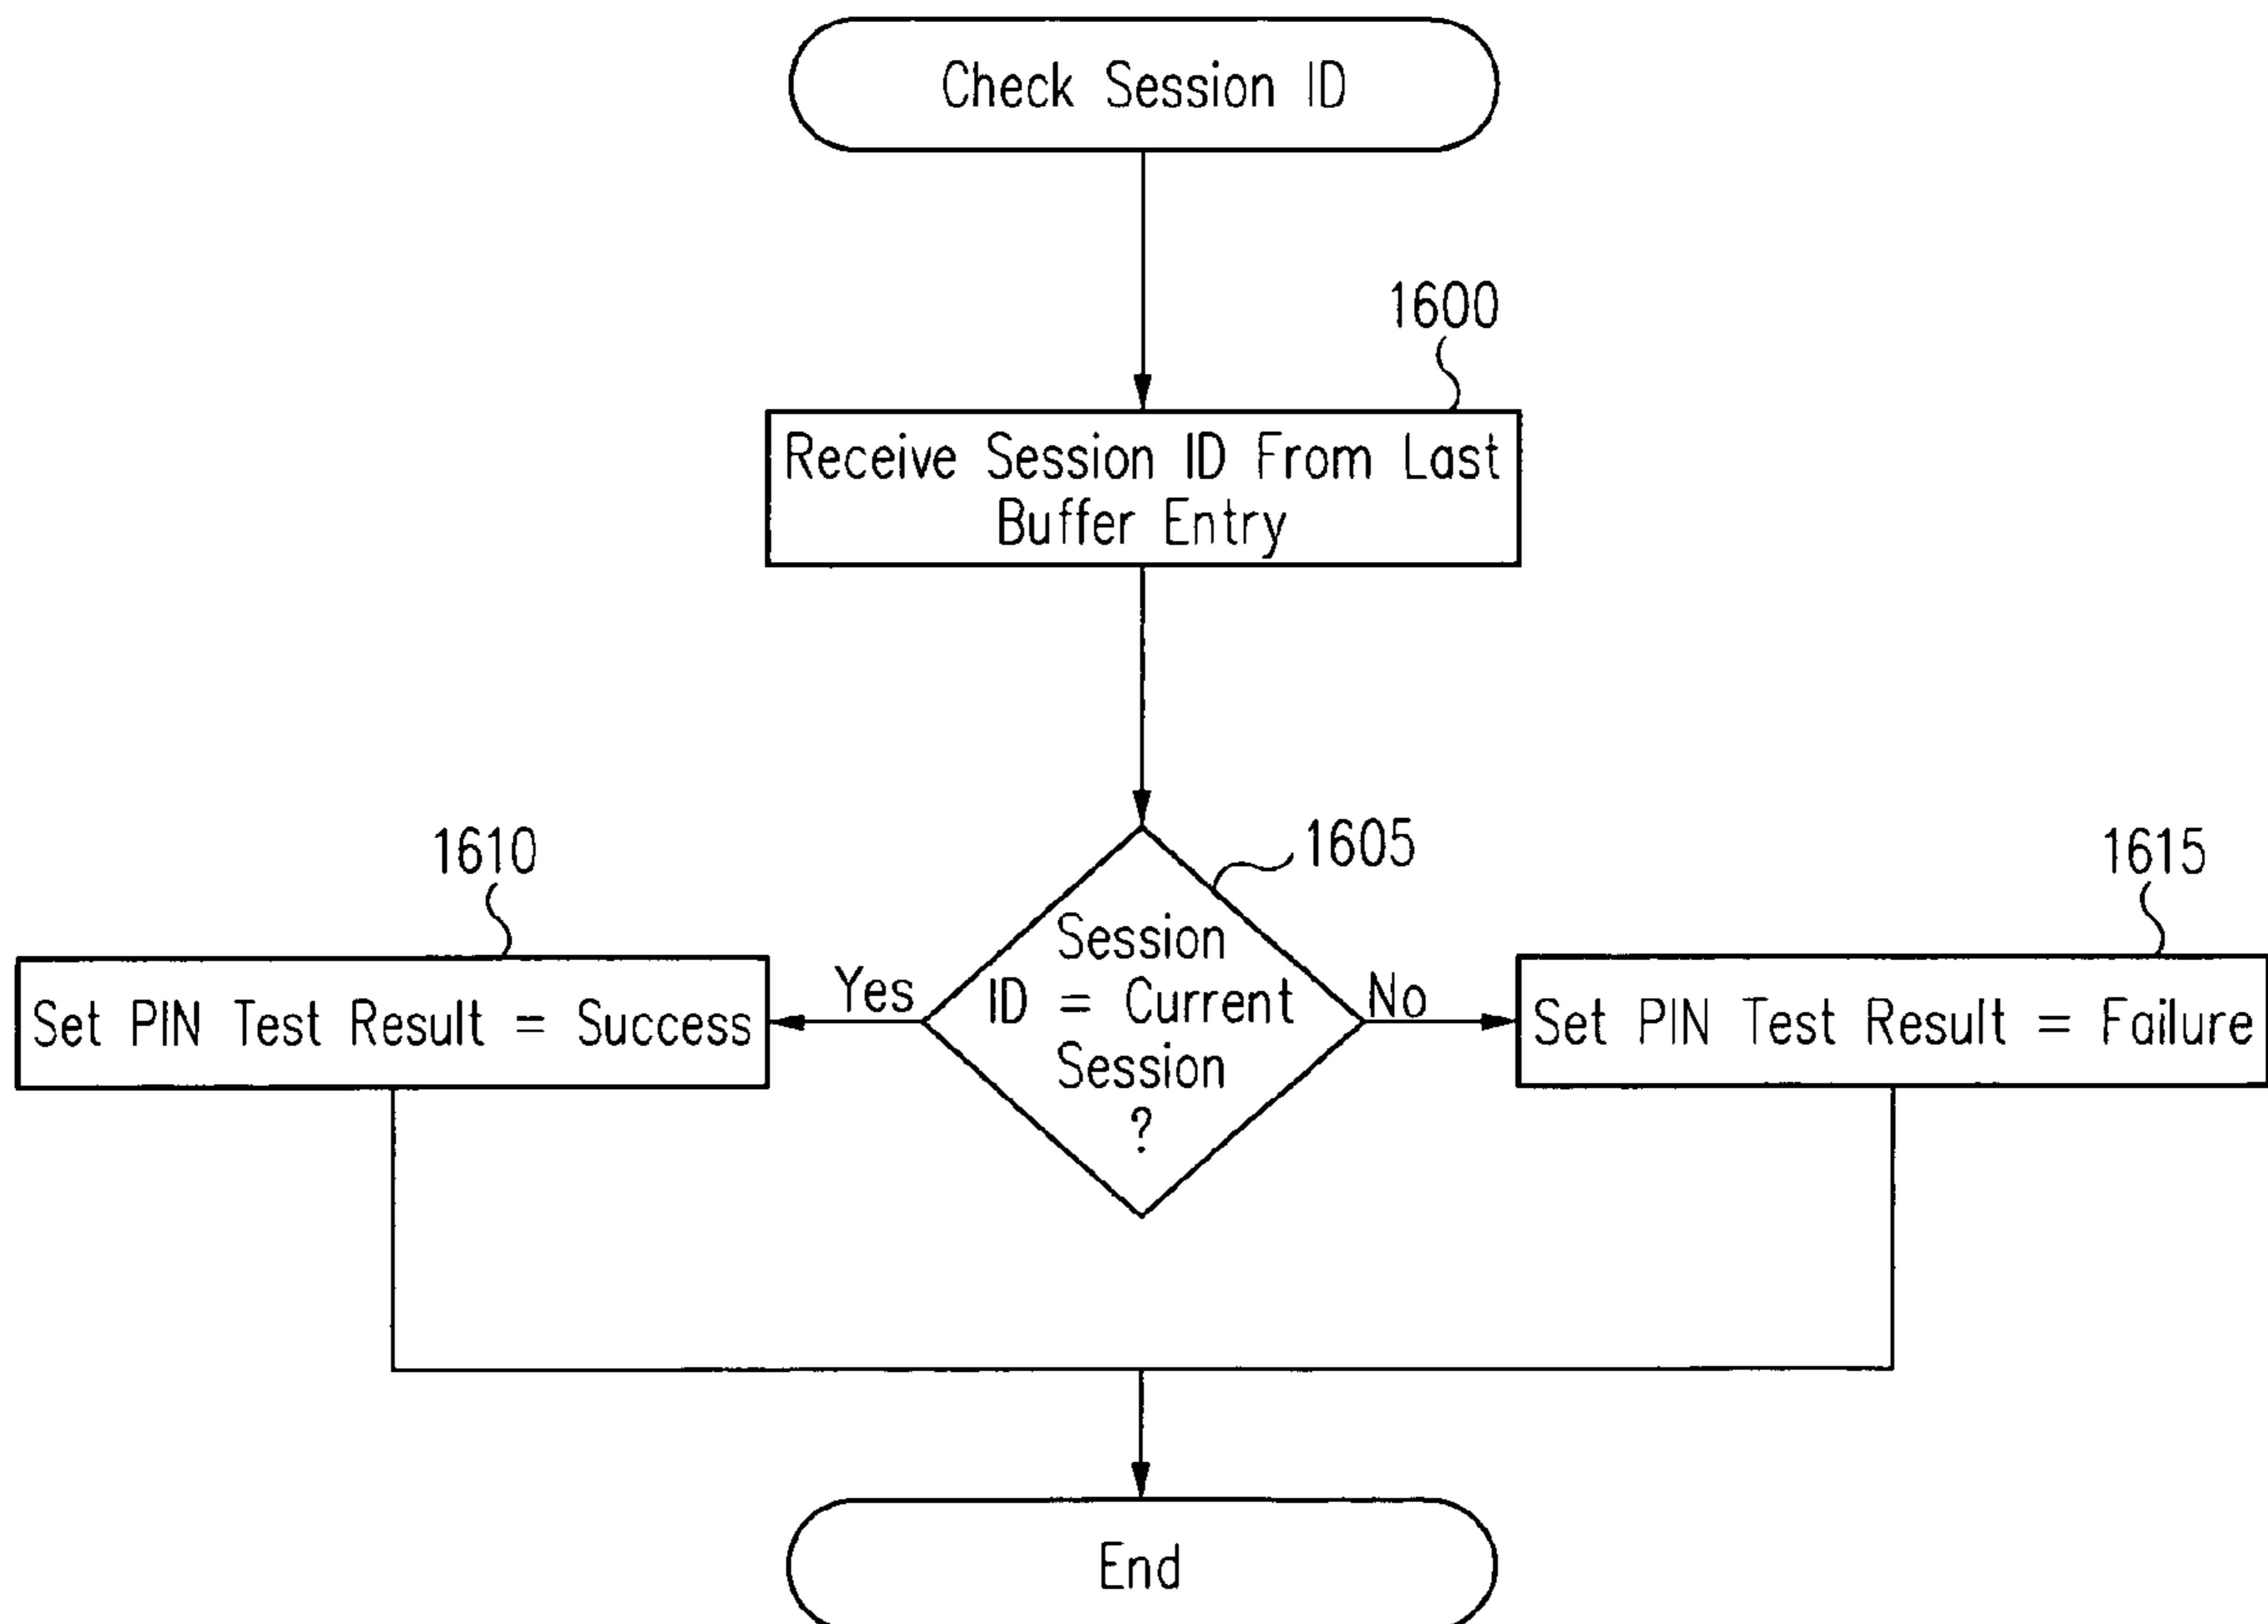 Check Session ID
1600
Receive Session ID From Last
Buffer Entry
1610
1605
1615
Session
ID = Current
Session
?
Yes
No
Set PIN Test Result = Success
Set PIN Test Result = Failure
End